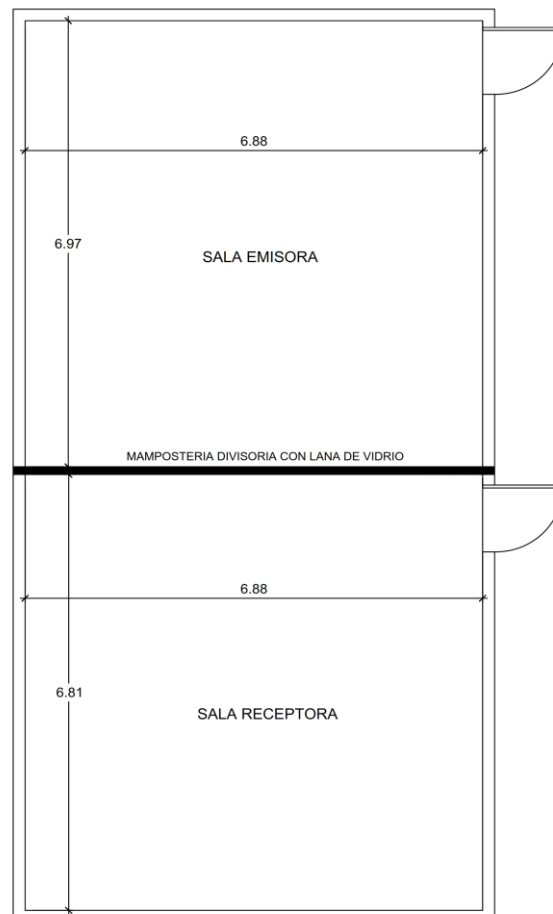 6.88
6.97
SALA EMISORA
MAMPOSTERIA DIVISORIA CON LANA DE VIDRIO
6.88
6.81
SALA RECEPTORA